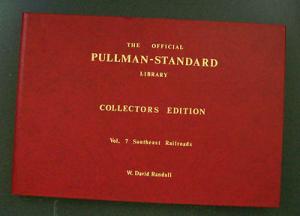 THE OFFICIAL
PULLMAN-STANDARD
LIBRARY
COLLECTORS EDITION
Vol. 7 Southeast Railroads
W. David Randall